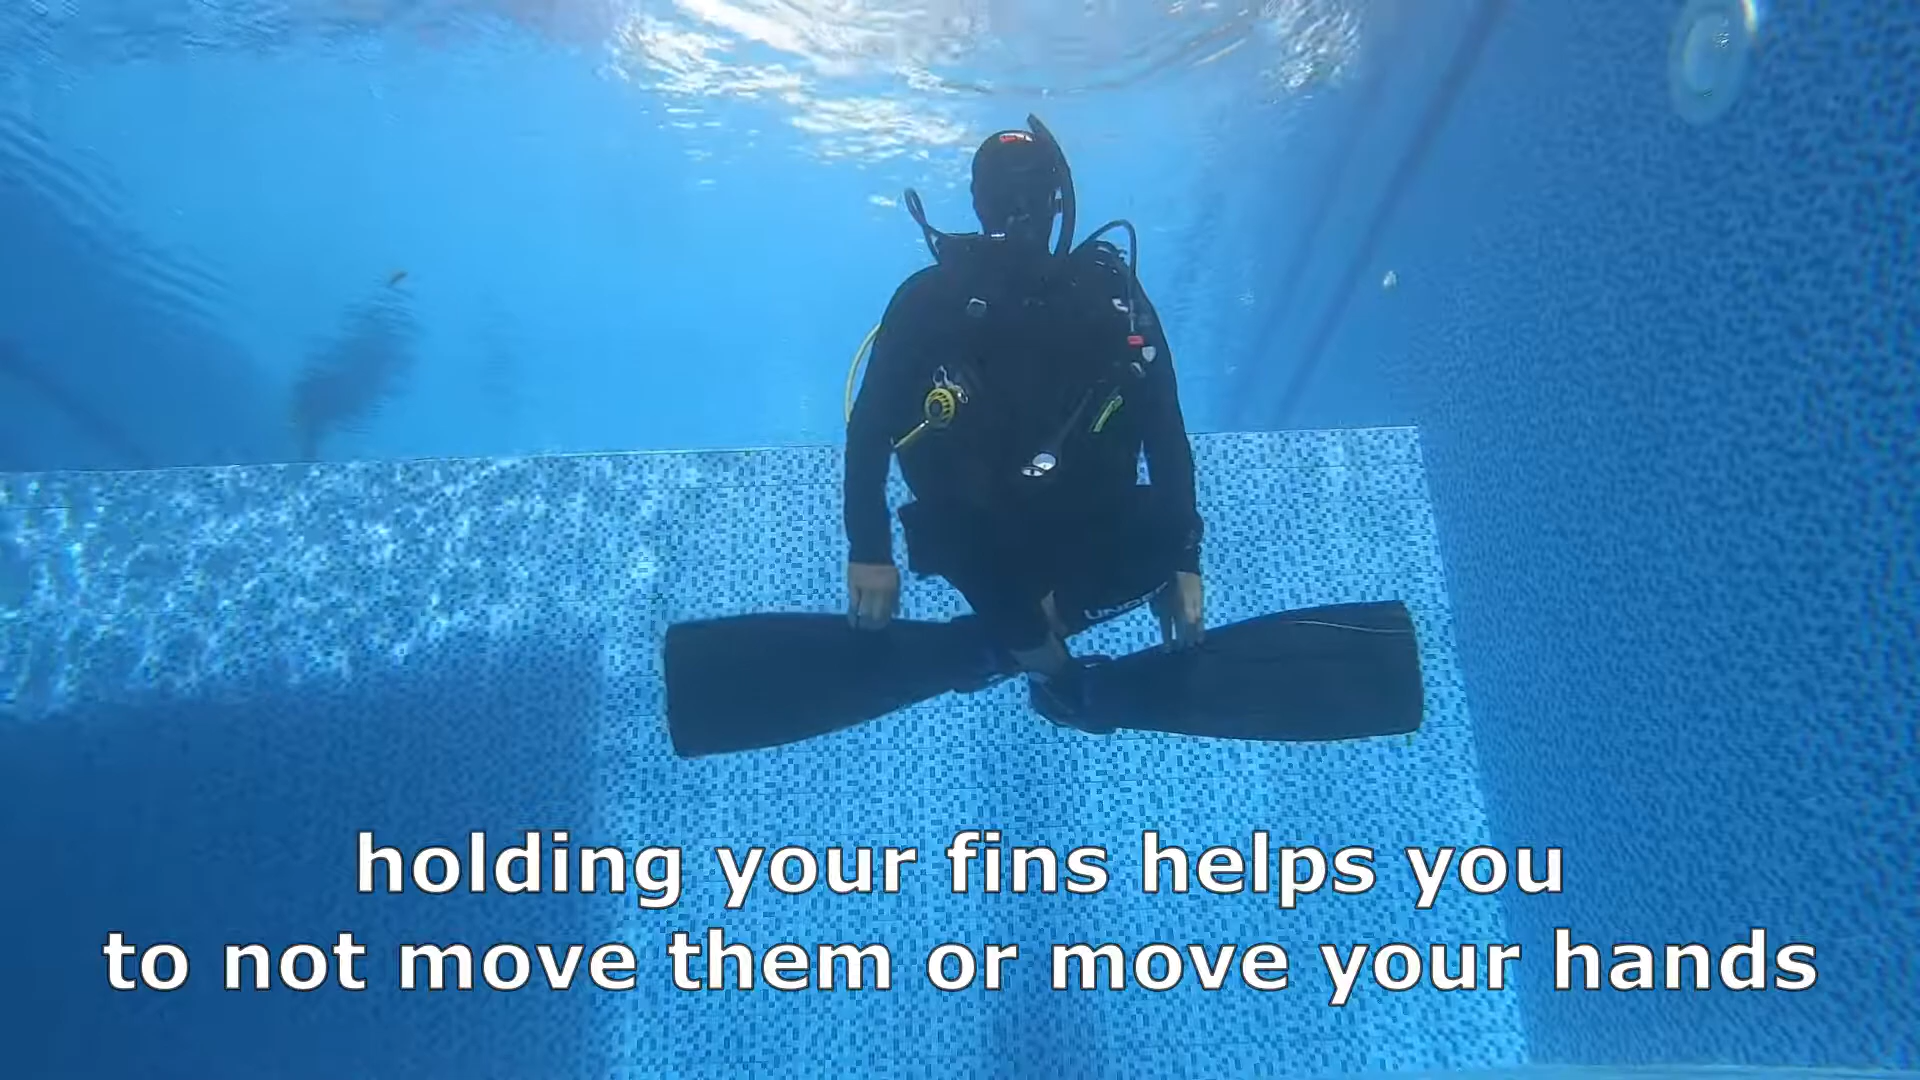 holding your fins helps you
to not move them or move your hands